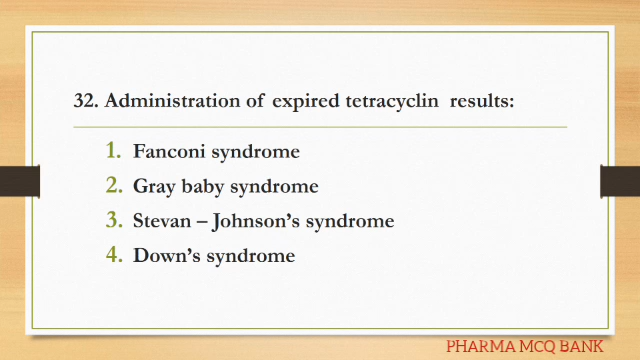 32. Administration of expired tetracyclin results:
1. Fanconi syndrome
2. Gray baby syndrome
3. Stevan – Johnson's syndrome
4. Down's syndrome
PHARMA MCQ BANK